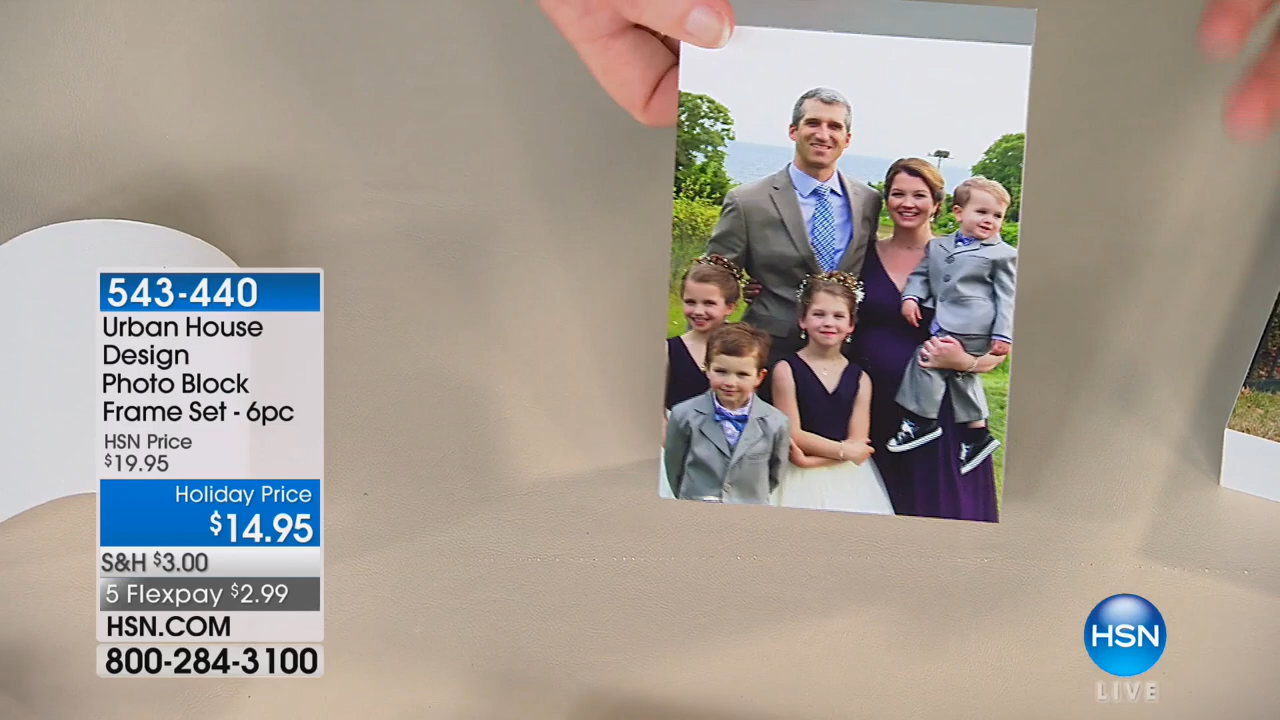 543-440
Urban House
Design
Photo Block
Frame Set - 6pc
HSN Price
$19.95
Holiday Price
$14.95
S&H $3.00
5 Flexpay $2.99
HSN.COM
800-284-3100
HSN
LIVE